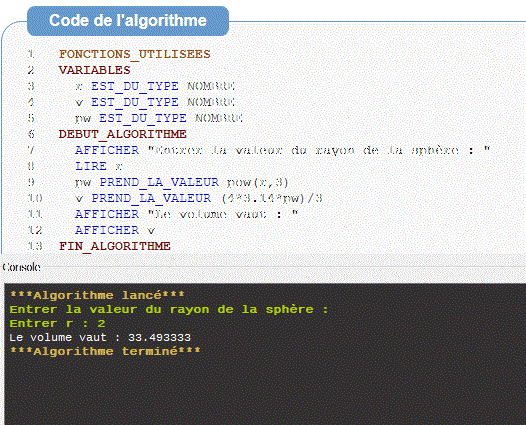 Code de l'algorithme
1 FONCTIONS_UTILISEES
2 VARIABLES
3 r EST_DU_TYPE NOMBRE
4 v EST_DU_TYPE NOMBRE
5 pw EST_DU_TYPE NOMBRE
6 DEBUT_ALGORITHME
7 AFFICHER "Entrer la valeur du rayon de la sphère : "
8 LIRE r
9 pw PREND_LA_VALEUR pow(r,3)
10 v PREND_LA_VALEUR (4*3.14*pw)/3
11 AFFICHER "Le volume vaut : "
12 AFFICHER v
13 FIN_ALGORITHME
Console
***Algorithme lancé***
Entrer la valeur du rayon de la sphère :
Entrer r : 2
Le volume vaut : 33.493333
***Algorithme terminé***